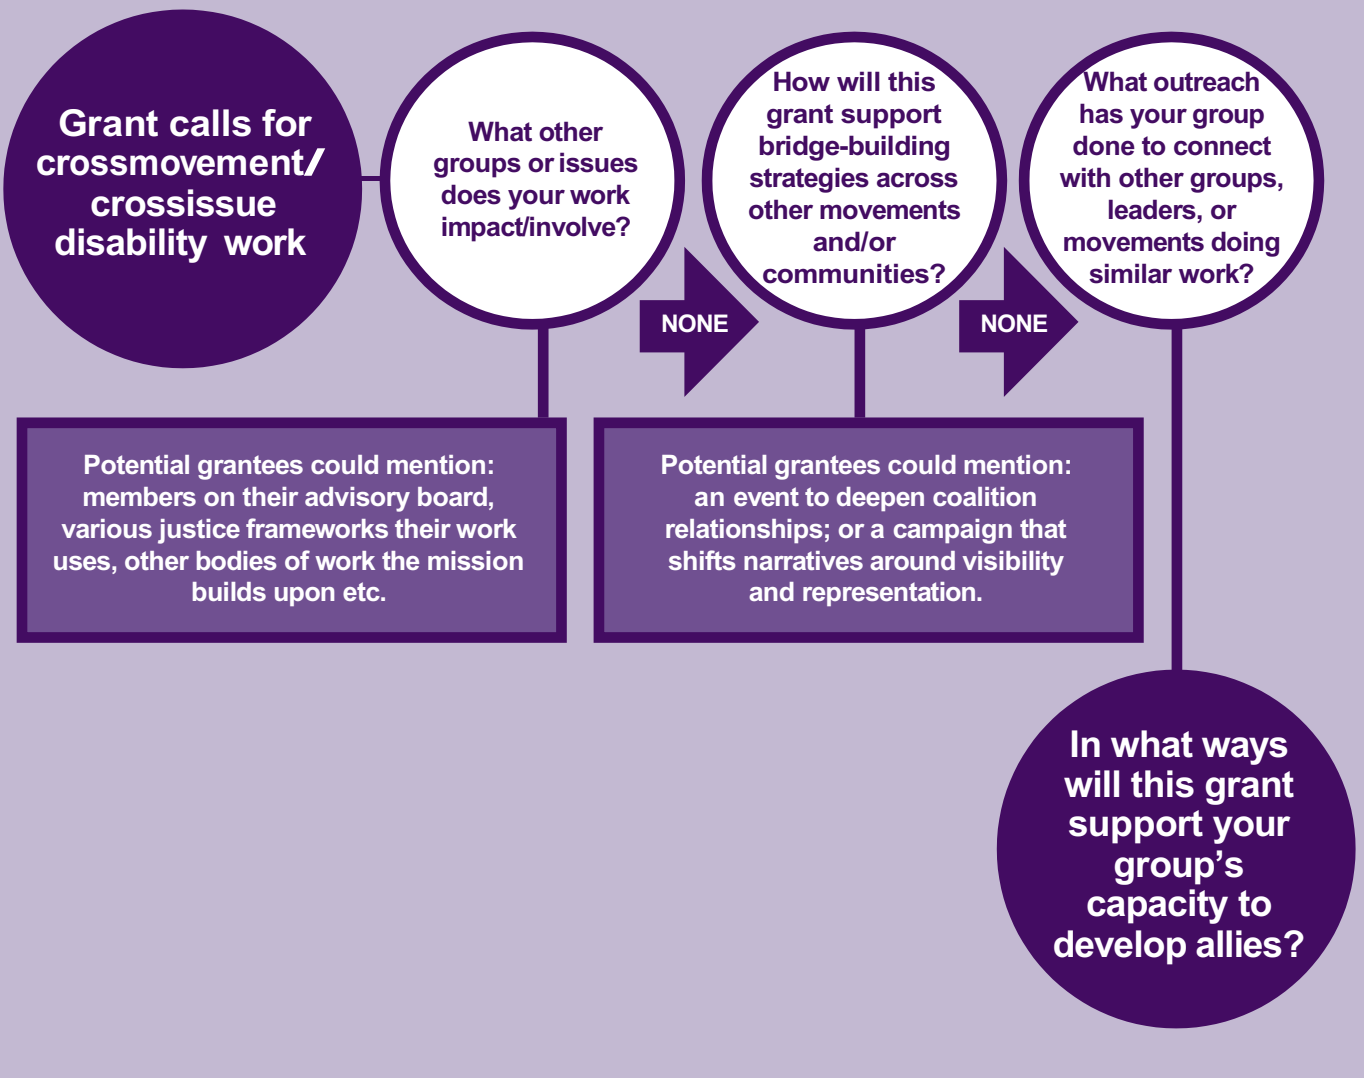 Grant calls for
crossmovement/
crossissue
disability work
What other
groups or issues
does your work
impact/involve?
NONE
How will this
grant support
bridge-building
strategies across
other movements
and/or
communities?
NONE
What outreach
has your group
done to connect
with other groups,
leaders, or
movements doing
similar work?
Potential grantees could mention:
members on their advisory board,
various justice frameworks their work
uses, other bodies of work the mission
builds upon etc.
Potential grantees could mention:
an event to deepen coalition
relationships; or a campaign that
shifts narratives around visibility
and representation.
In what ways
will this grant
support your
group’s
capacity to
develop allies?